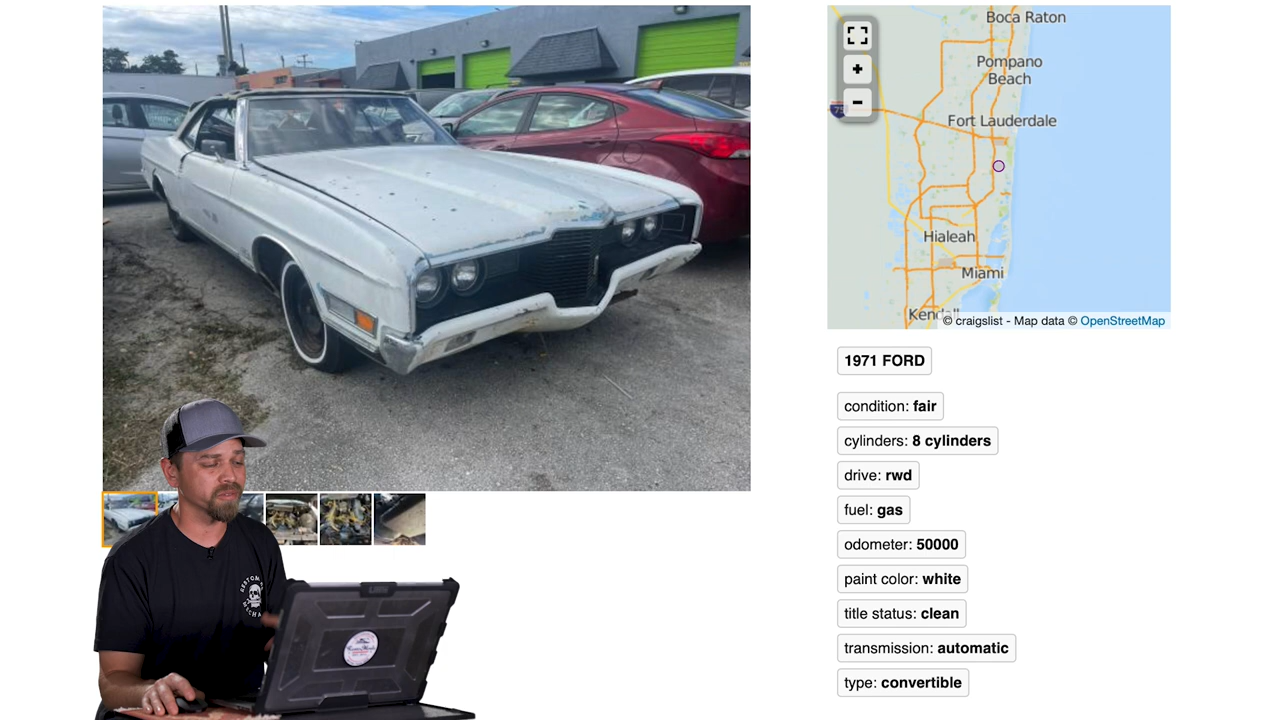 Boca Raton
Pompano
Beach
Fort Lauderdale
Hialeah
Miami
© craigslist - Map data © OpenStreetMap
1971 FORD
condition: fair
cylinders: 8 cylinders
drive: rwd
fuel: gas
odometer: 50000
paint color: white
title status: clean
transmission: automatic
type: convertible